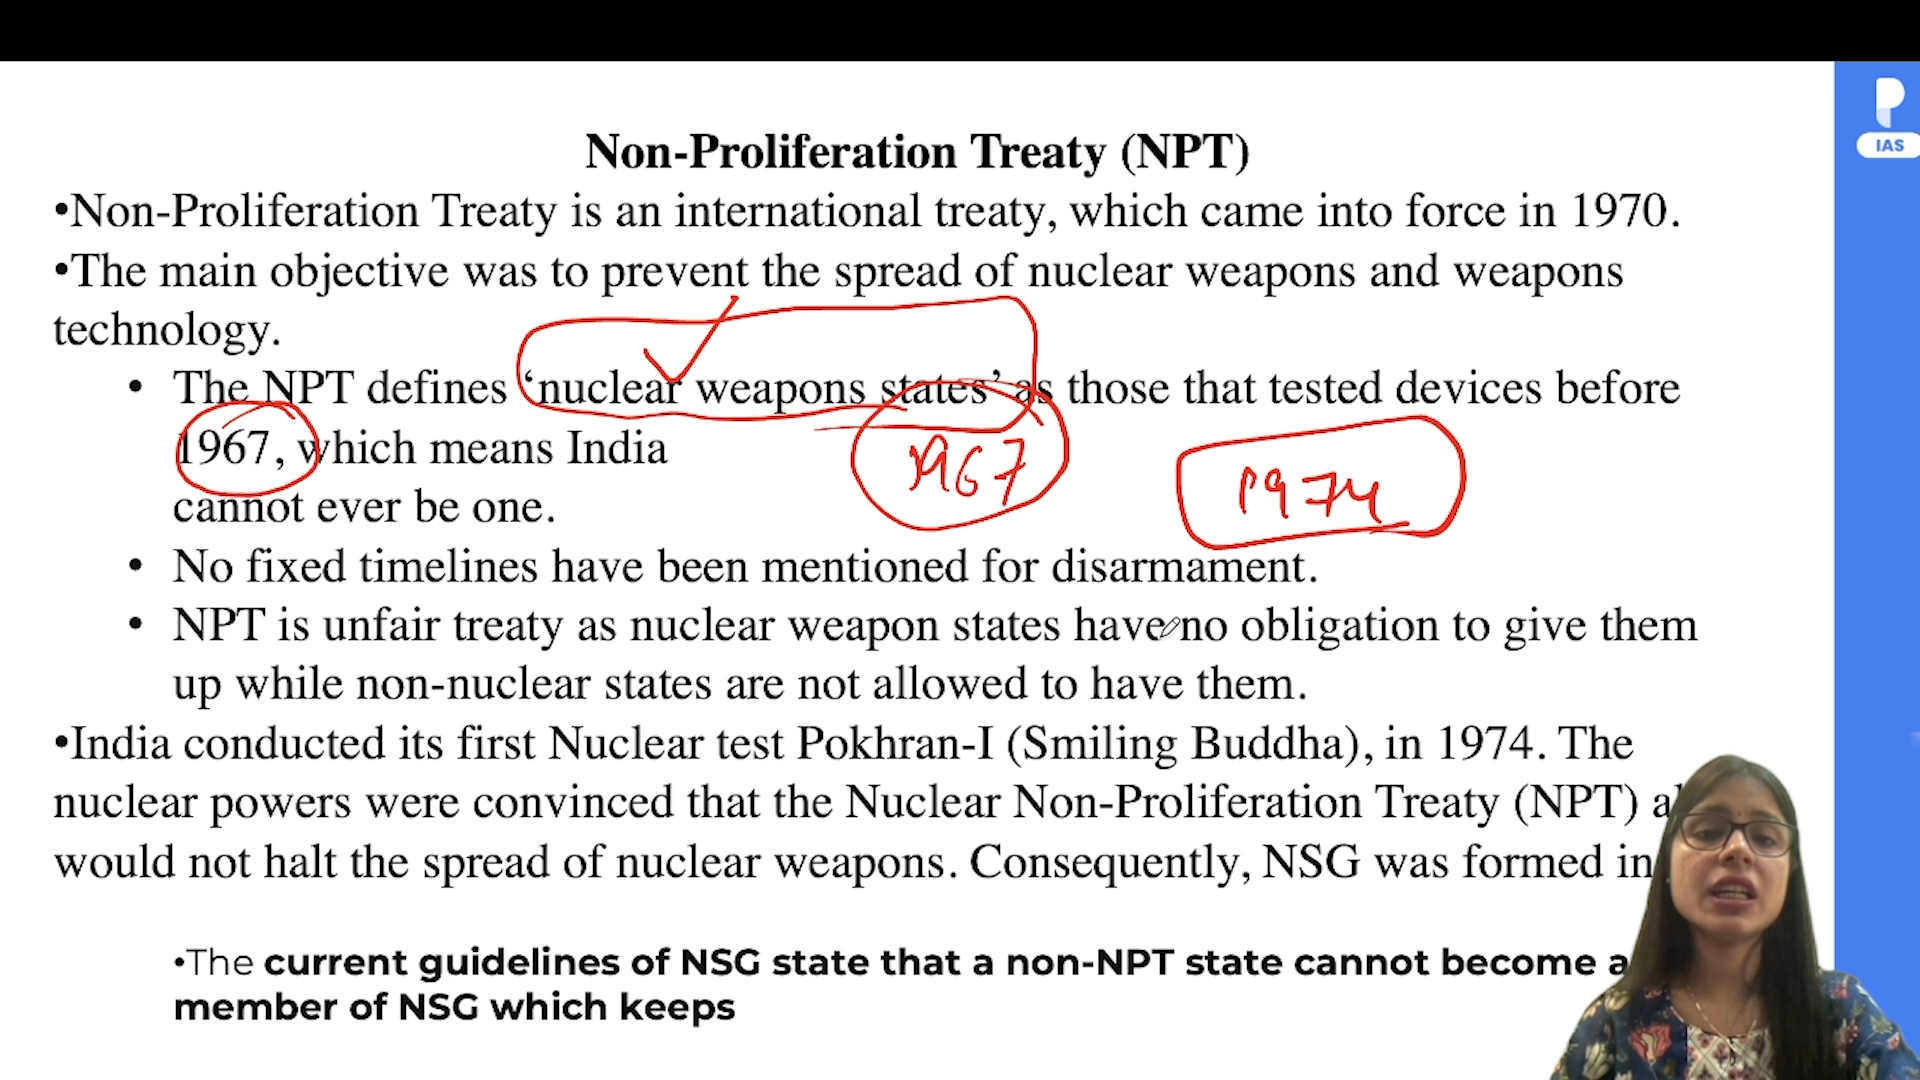 IAS
Non-Proliferation Treaty (NPT)
•Non-Proliferation Treaty is an international treaty, which came into force in 1970.
•The main objective was to prevent the spread of nuclear weapons and weapons
technology.
• The NPT defines ‘nuclear weapons states’ as those that tested devices before
1967, which means India
1967
1974
cannot ever be one.
• No fixed timelines have been mentioned for disarmament.
• NPT is unfair treaty as nuclear weapon states have no obligation to give them
up while non-nuclear states are not allowed to have them.
•India conducted its first Nuclear test Pokhran-I (Smiling Buddha), in 1974. The
nuclear powers were convinced that the Nuclear Non-Proliferation Treaty (NPT)
would not halt the spread of nuclear weapons. Consequently, NSG was formed in
•The current guidelines of NSG state that a non-NPT state cannot become a
member of NSG which keeps